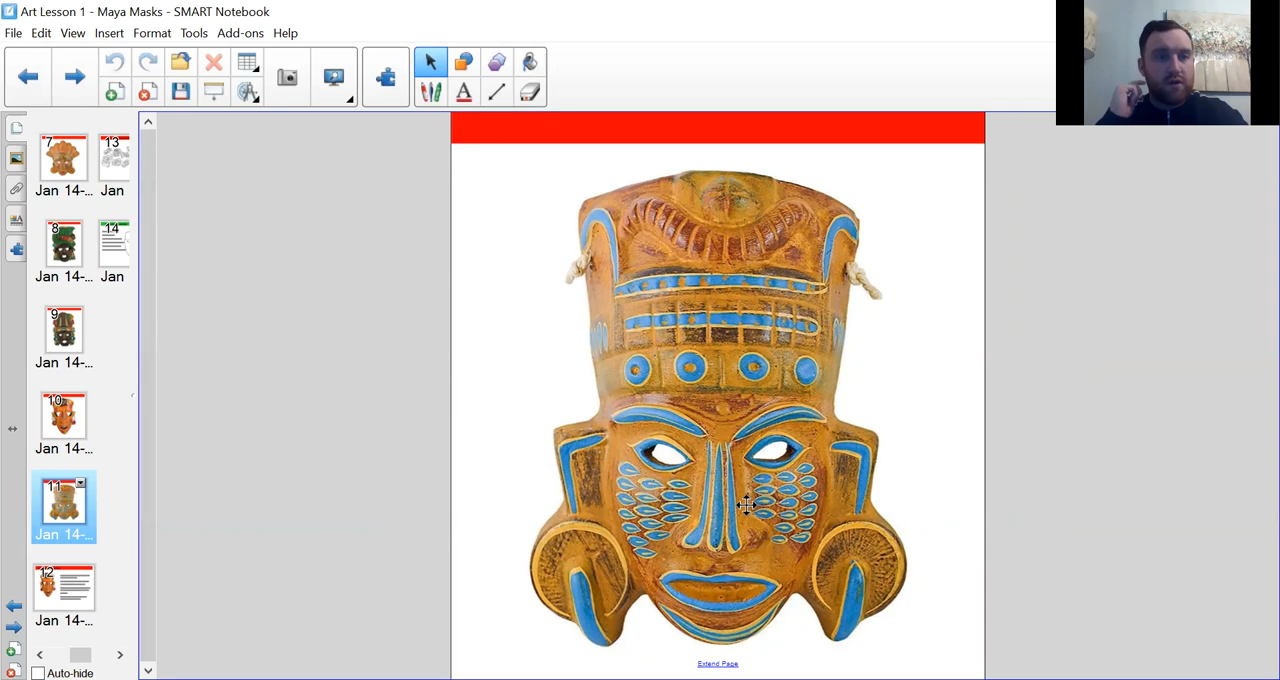 Art Lesson 1 - Maya Masks - SMART Notebook
File Edit View Insert Format Tools Add-ons Help
7 13
Jan 14-... Jan
8 14
Jan 14-... Jan
9
Jan 14-...
10
Jan 14-...
11
Jan 14-...
12
Jan 14-...
Auto-hide
Extend Page